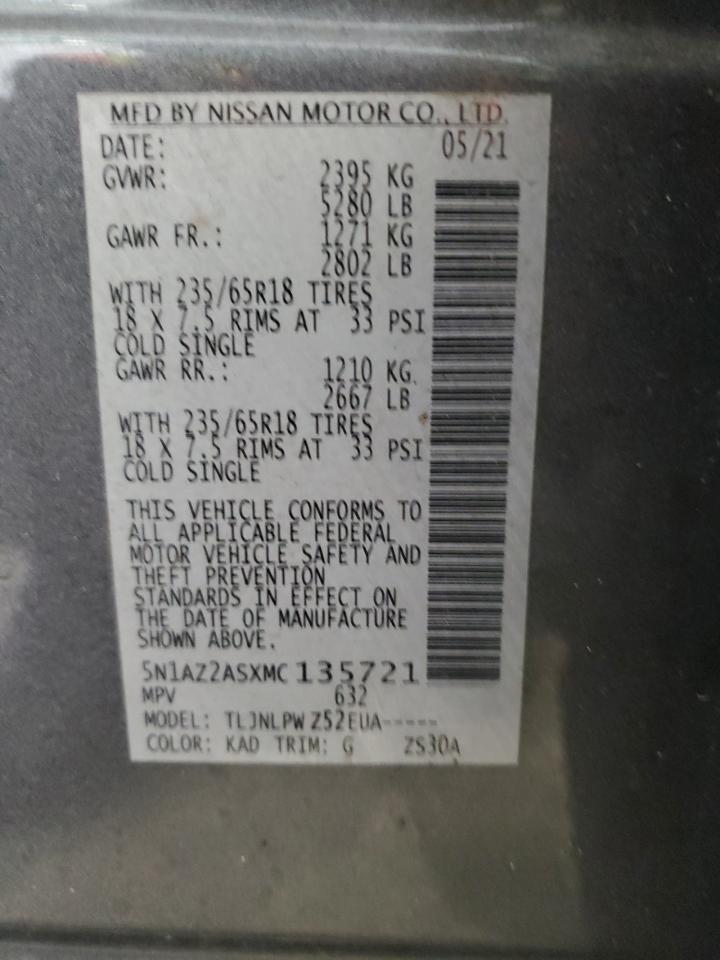 MFD BY NISSAN MOTOR CO., LTD.
DATE: 05/21
GVWR: 2395 KG
5280 LB
GAWR FR.: 1271 KG
2802 LB
WITH 235/65R18 TIRES
18 X 7.5 RIMS AT 33 PSI
COLD SINGLE
GAWR RR.: 1210 KG
2667 LB
WITH 235/65R18 TIRES
18 X 7.5 RIMS AT 33 PSI
COLD SINGLE
THIS VEHICLE CONFORMS TO
ALL APPLICABLE FEDERAL
MOTOR VEHICLE SAFETY AND
THEFT PREVENTION
STANDARDS IN EFFECT ON
THE DATE OF MANUFACTURE
SHOWN ABOVE.
5N1AZ2ASXMC135721
MPV 632
MODEL: TLJNLPWZ52EUA-----
COLOR: KAD TRIM: G ZS30A